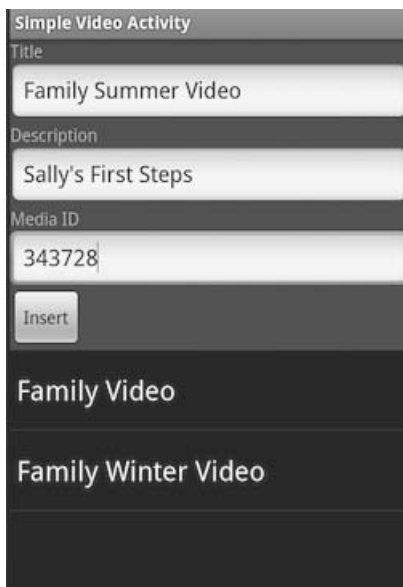 Simple Video Activity
Title
Family Summer Video
Description
Sally's First Steps
Media ID
343728
Insert
Family Video
Family Winter Video